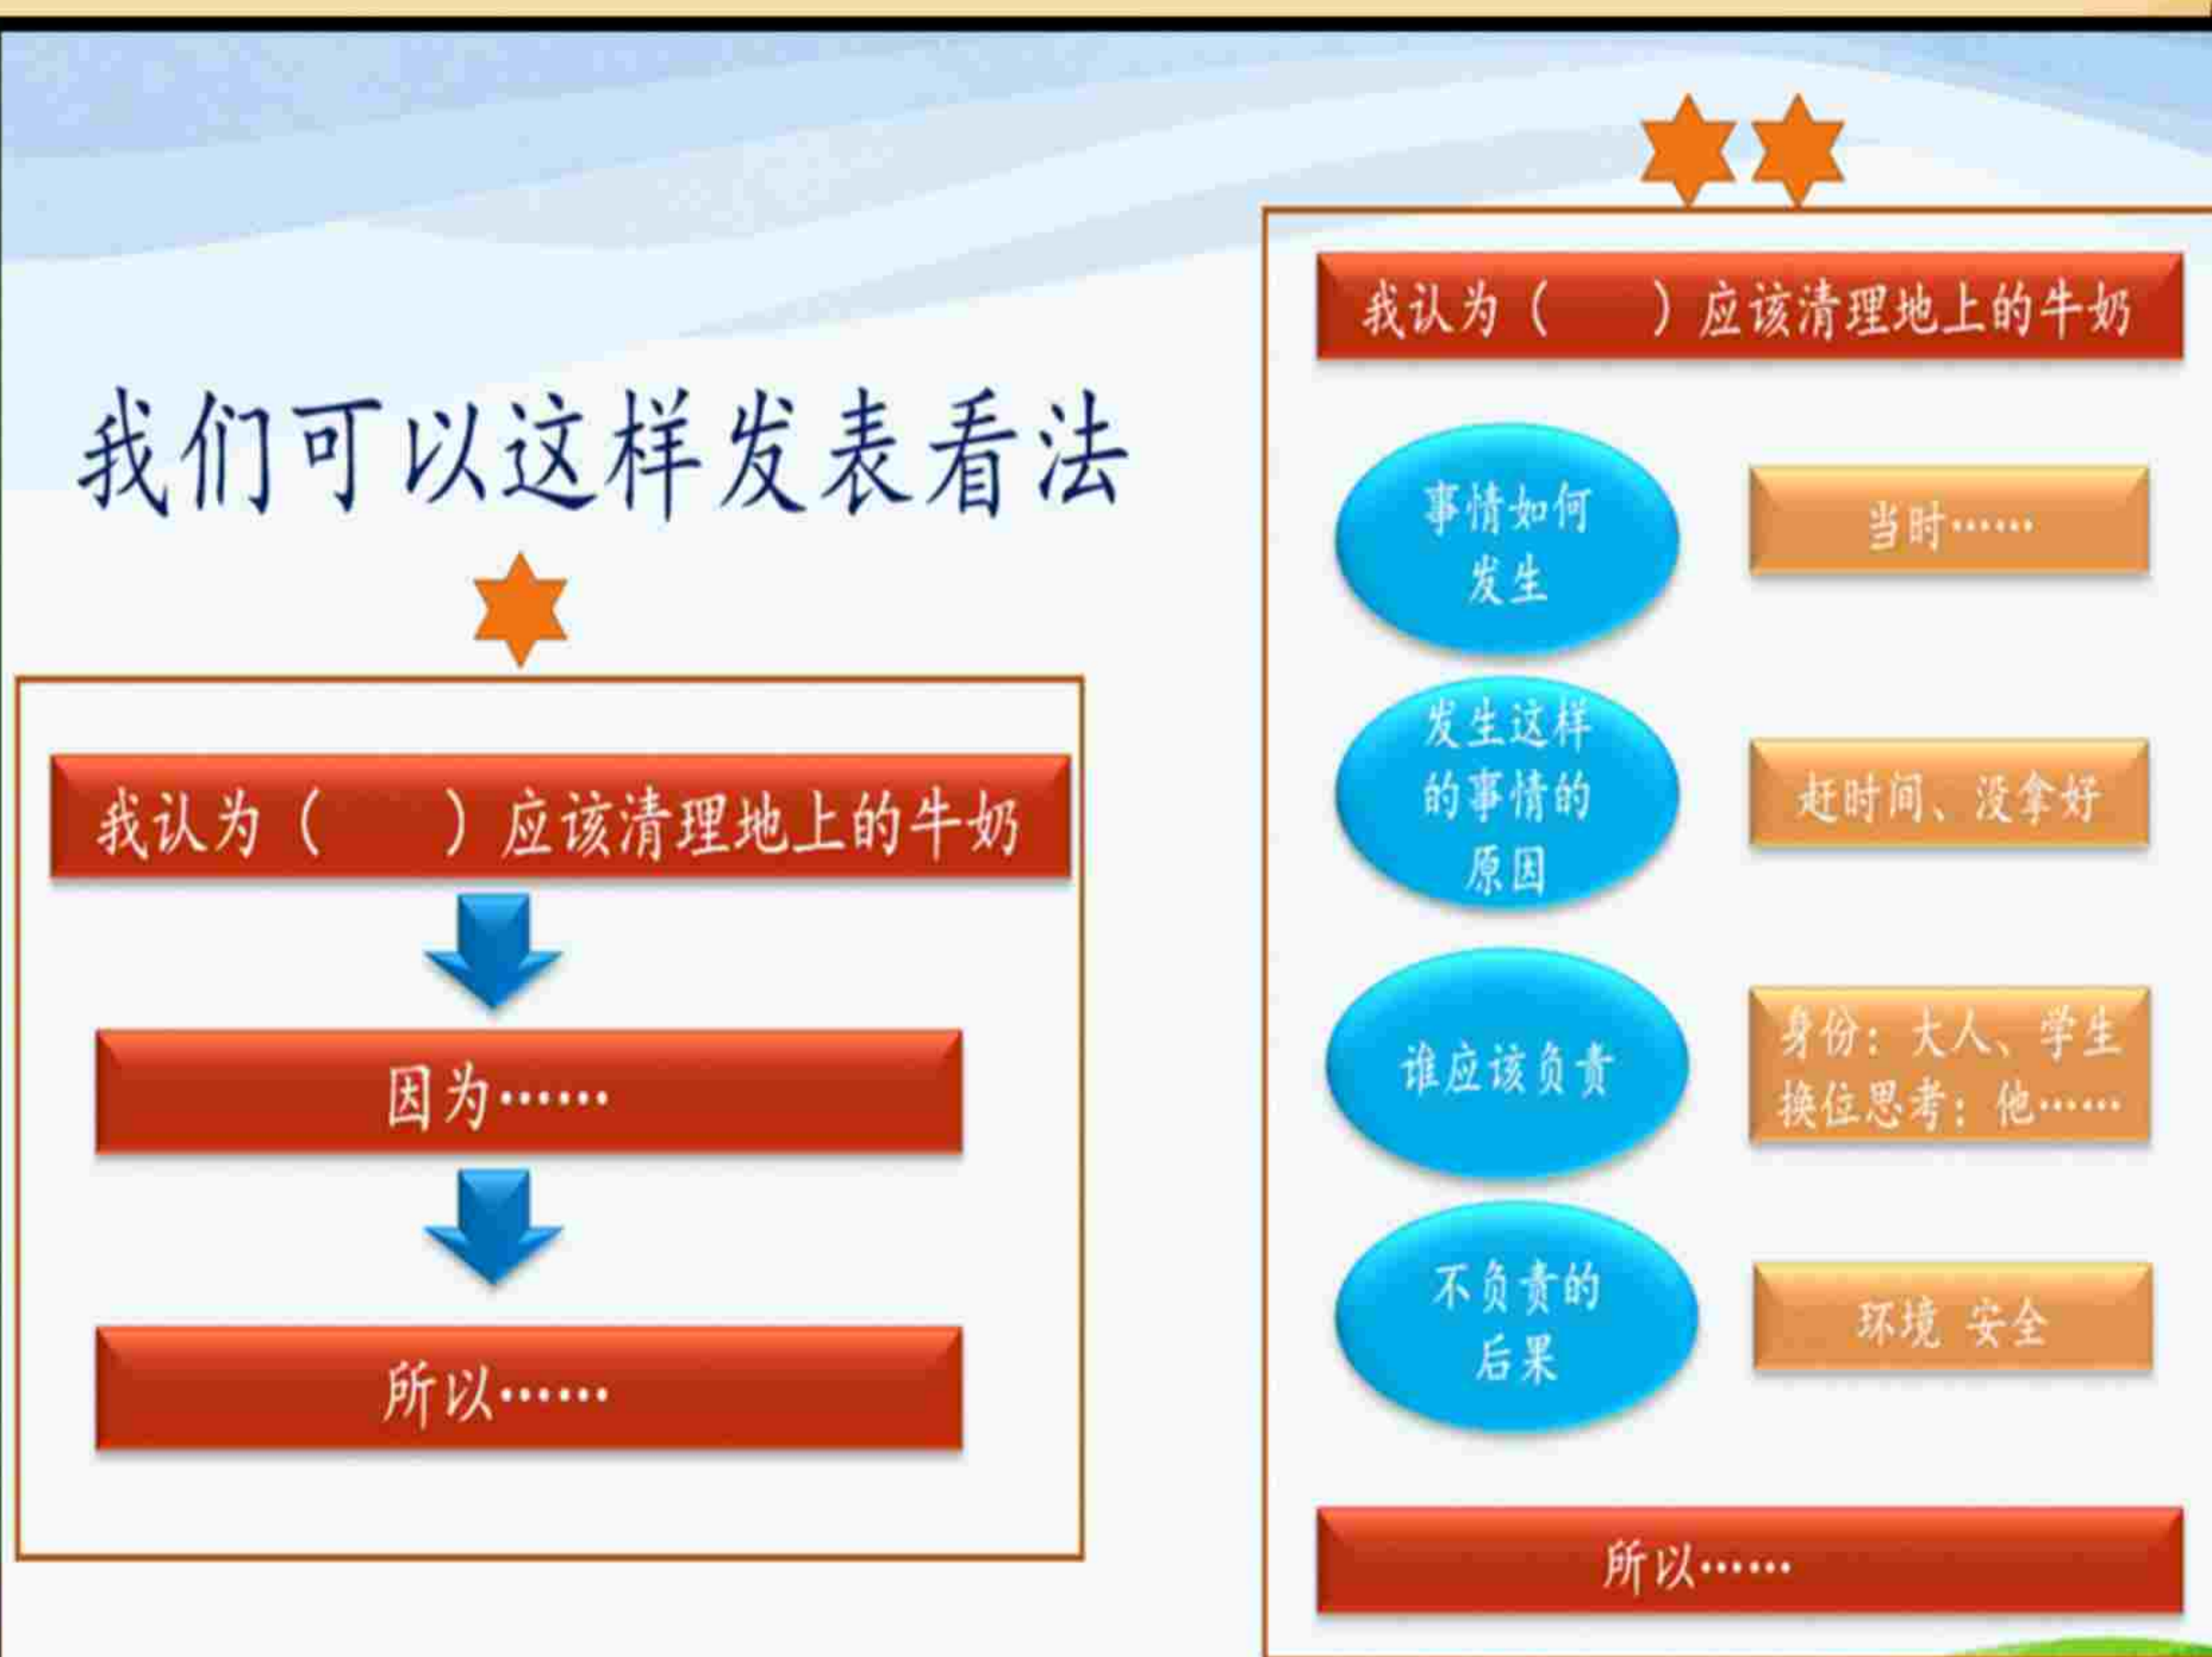 我们可以这样发表看法
我认为（　　）应该清理地上的牛奶
因为……
所以……
我认为（　　）应该清理地上的牛奶
事情如何
发生
当时……
发生这样
的事情的
原因
赶时间、没拿好
谁应该负责
身份：大人、学生
换位思考：他……
不负责的
后果
环境 安全
所以……